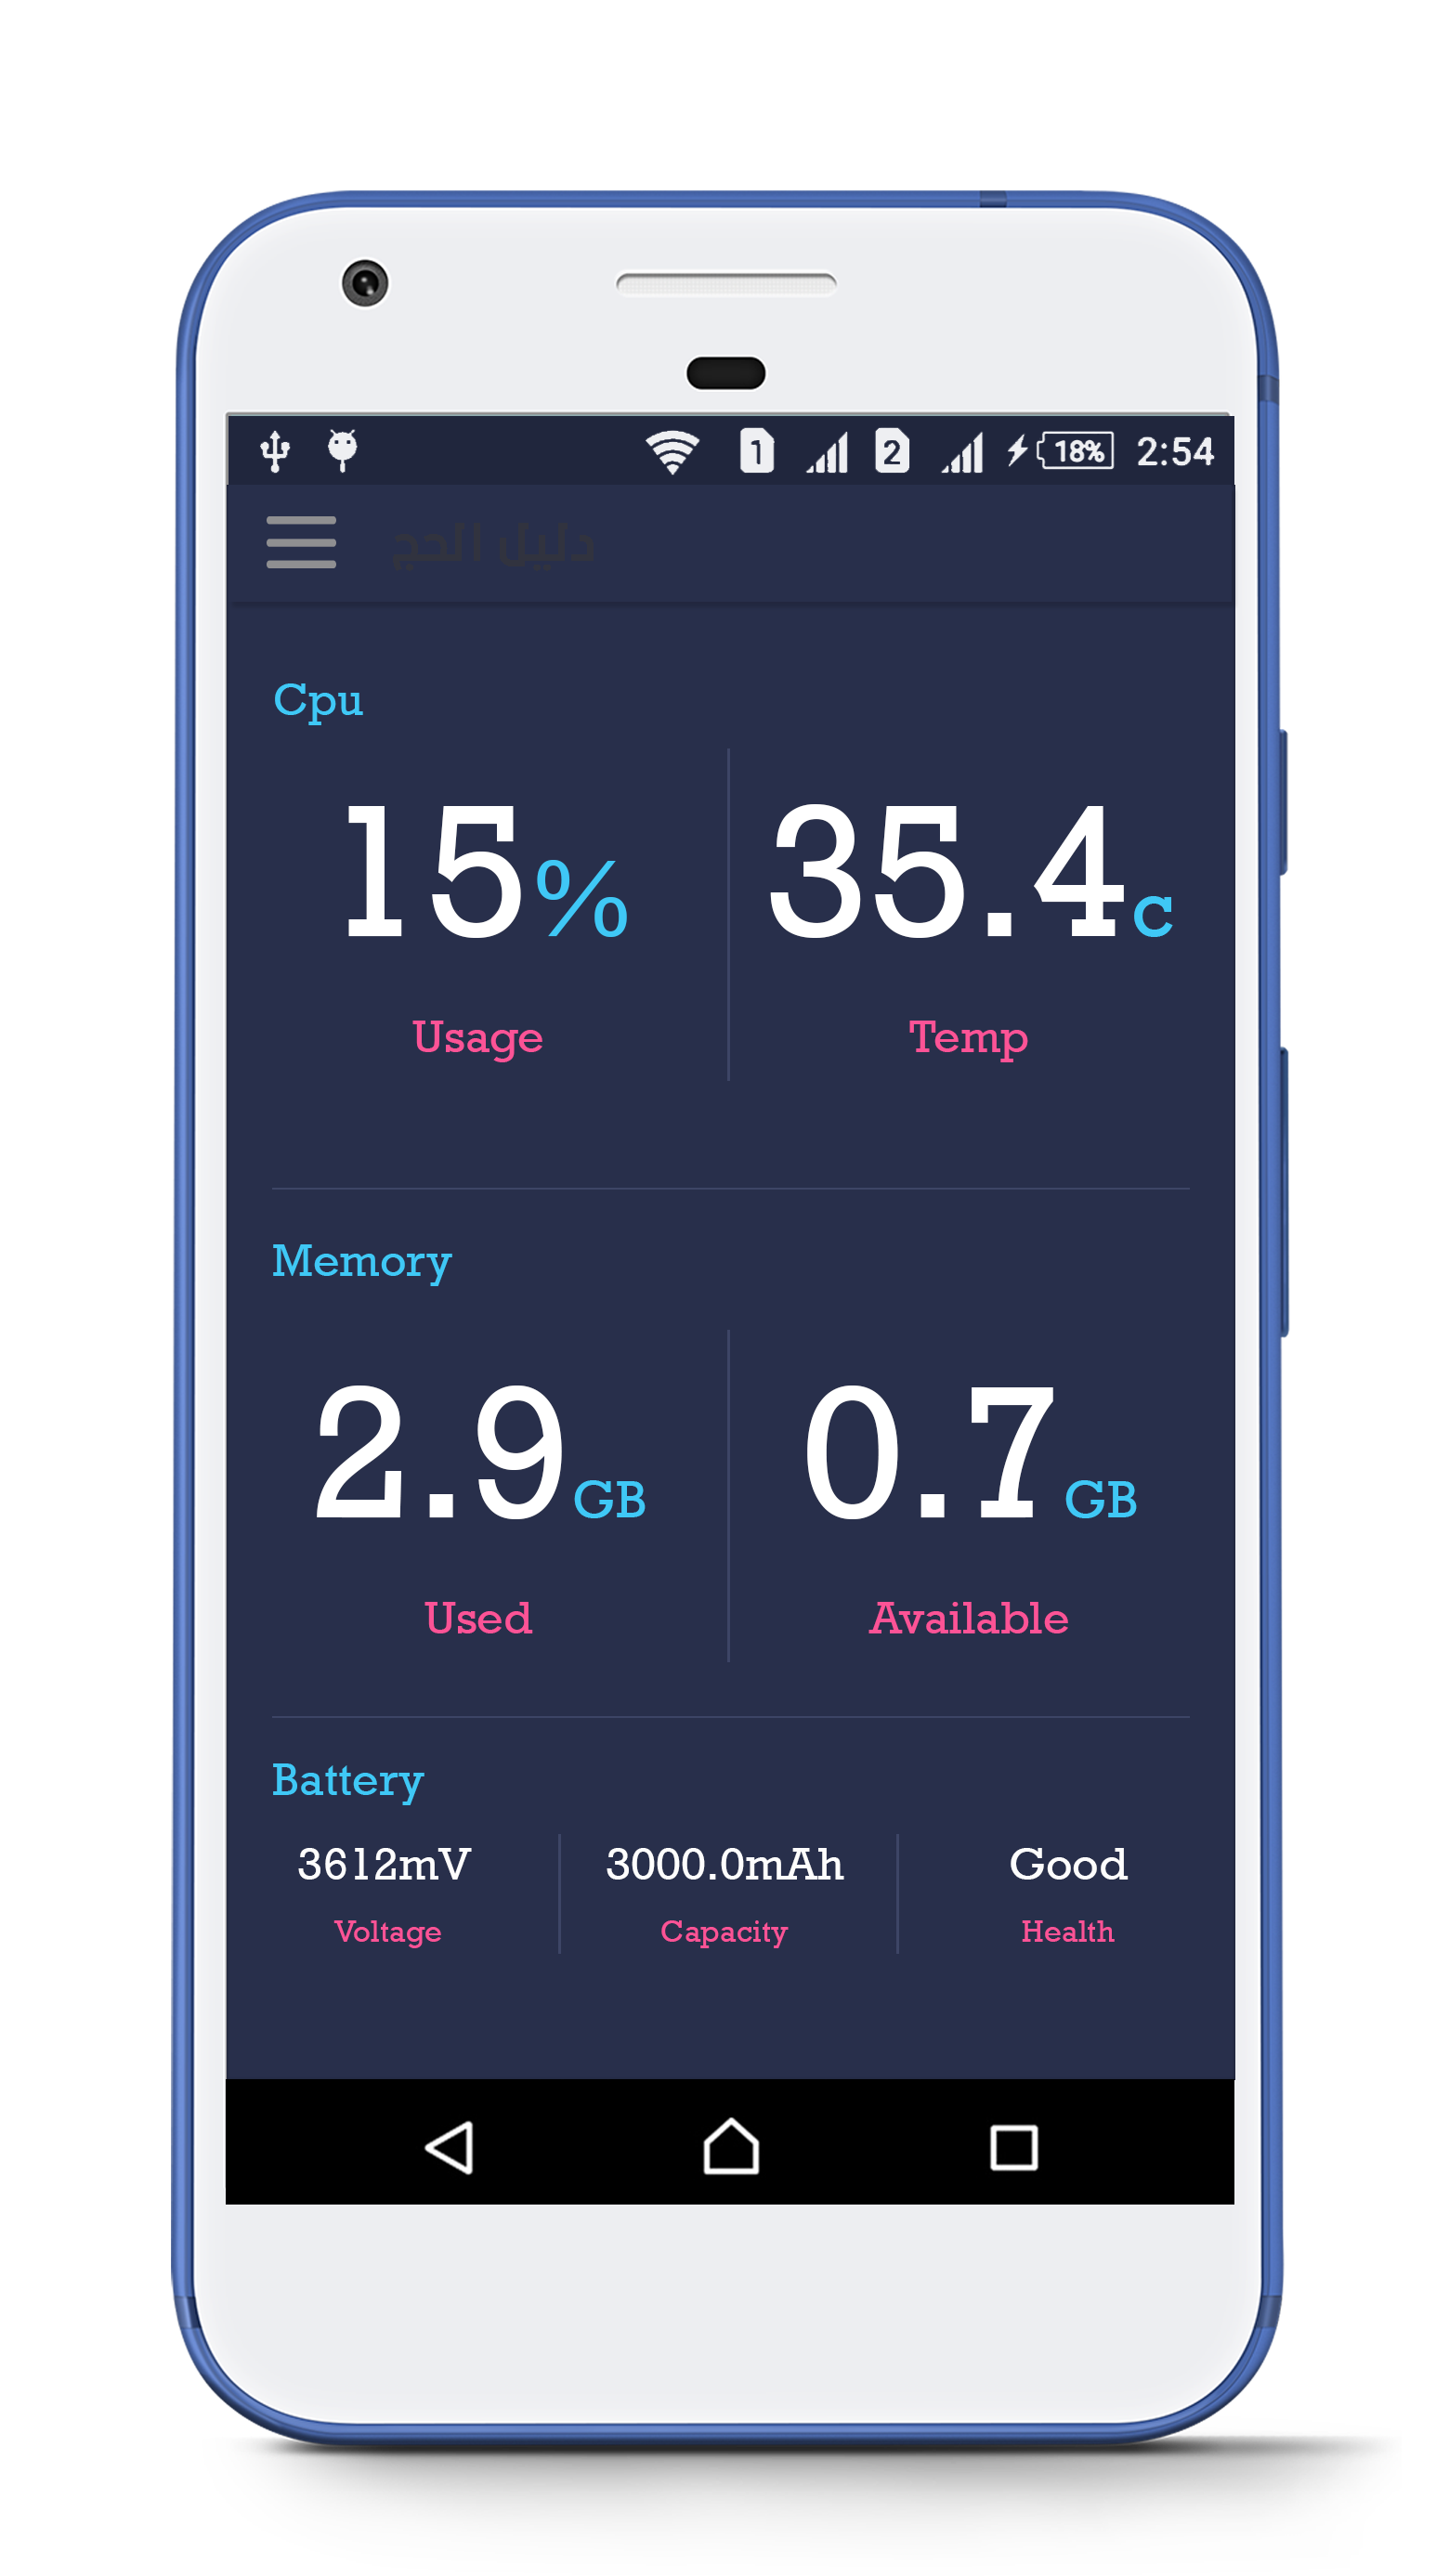 1 2 18% 2:54
دليل الحج
Cpu
15% 35.4c
Usage Temp
Memory
2.9GB 0.7GB
Used Available
Battery
3612mV 3000.0mAh Good
Voltage Capacity Health